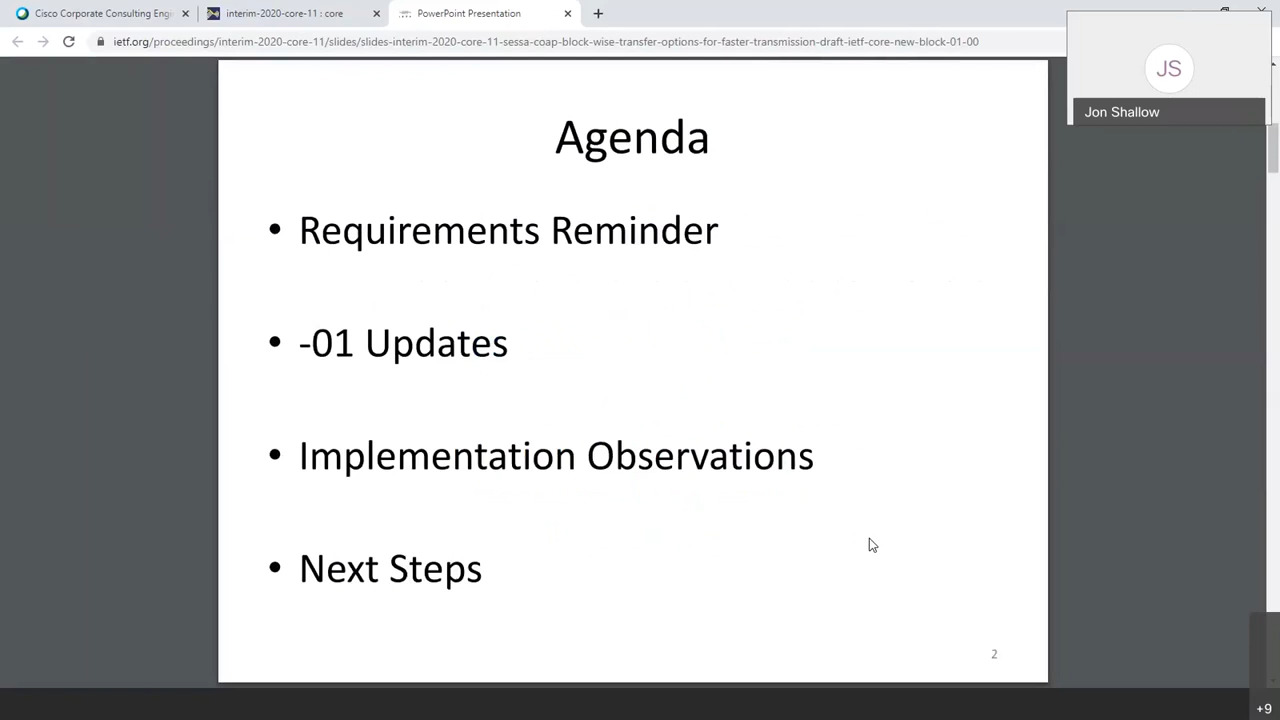 Cisco Corporate Consulting Engi
interim-2020-core-11 : core
PowerPoint Presentation
ietf.org/proceedings/interim-2020-core-11/slides/slides-interim-2020-core-11-sessa-coap-block-wise-transfer-options-for-faster-transmission-draft-ietf-core-new-block-01-00
JS
Jon Shallow
Agenda
• Requirements Reminder
• -01 Updates
• Implementation Observations
• Next Steps
2
+9